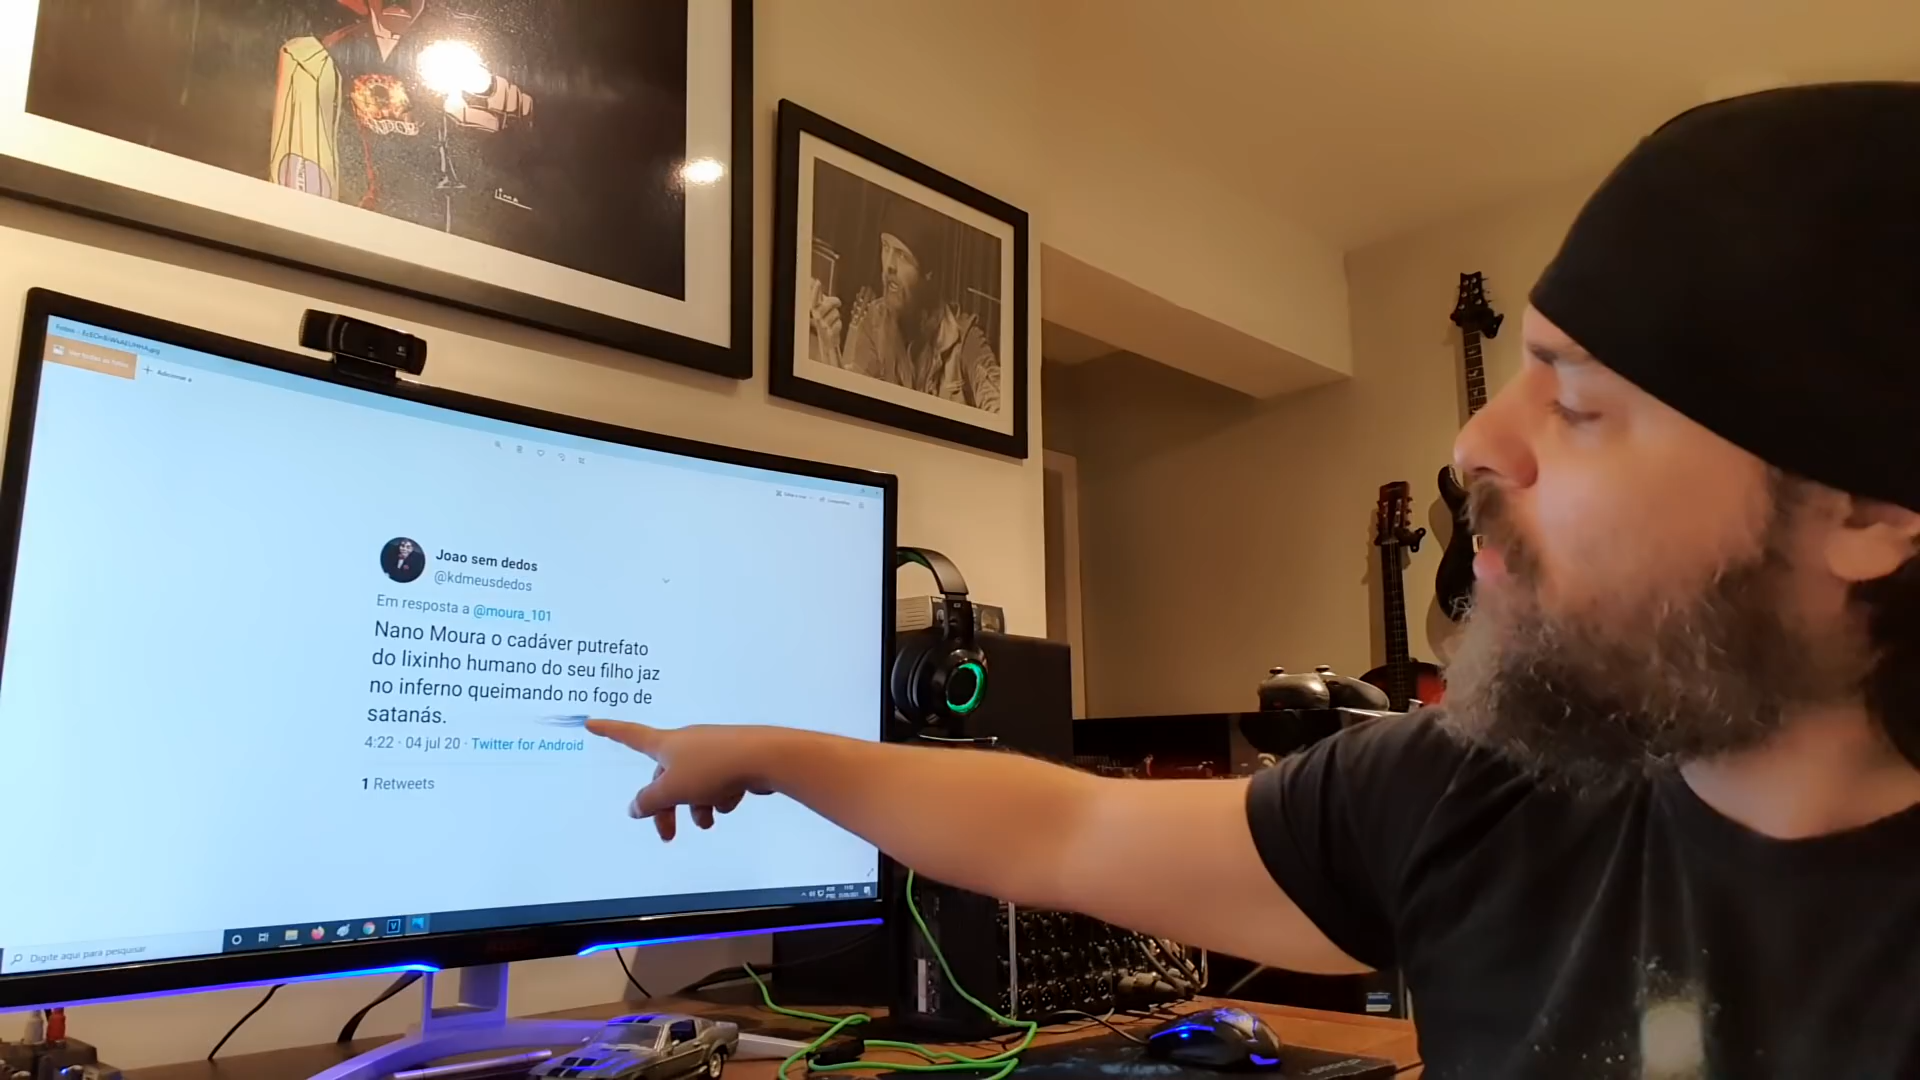 Lima
Adicionar a
Joao sem dedos
@kdmeusdedos
Em resposta a @moura_101
Nano Moura o cadáver putrefato
do lixinho humano do seu filho jaz
no inferno queimando no fogo de
satanás.
4:22 · 04 jul 20 · Twitter for Android
1 Retweets
Digite aqui para pesquisar